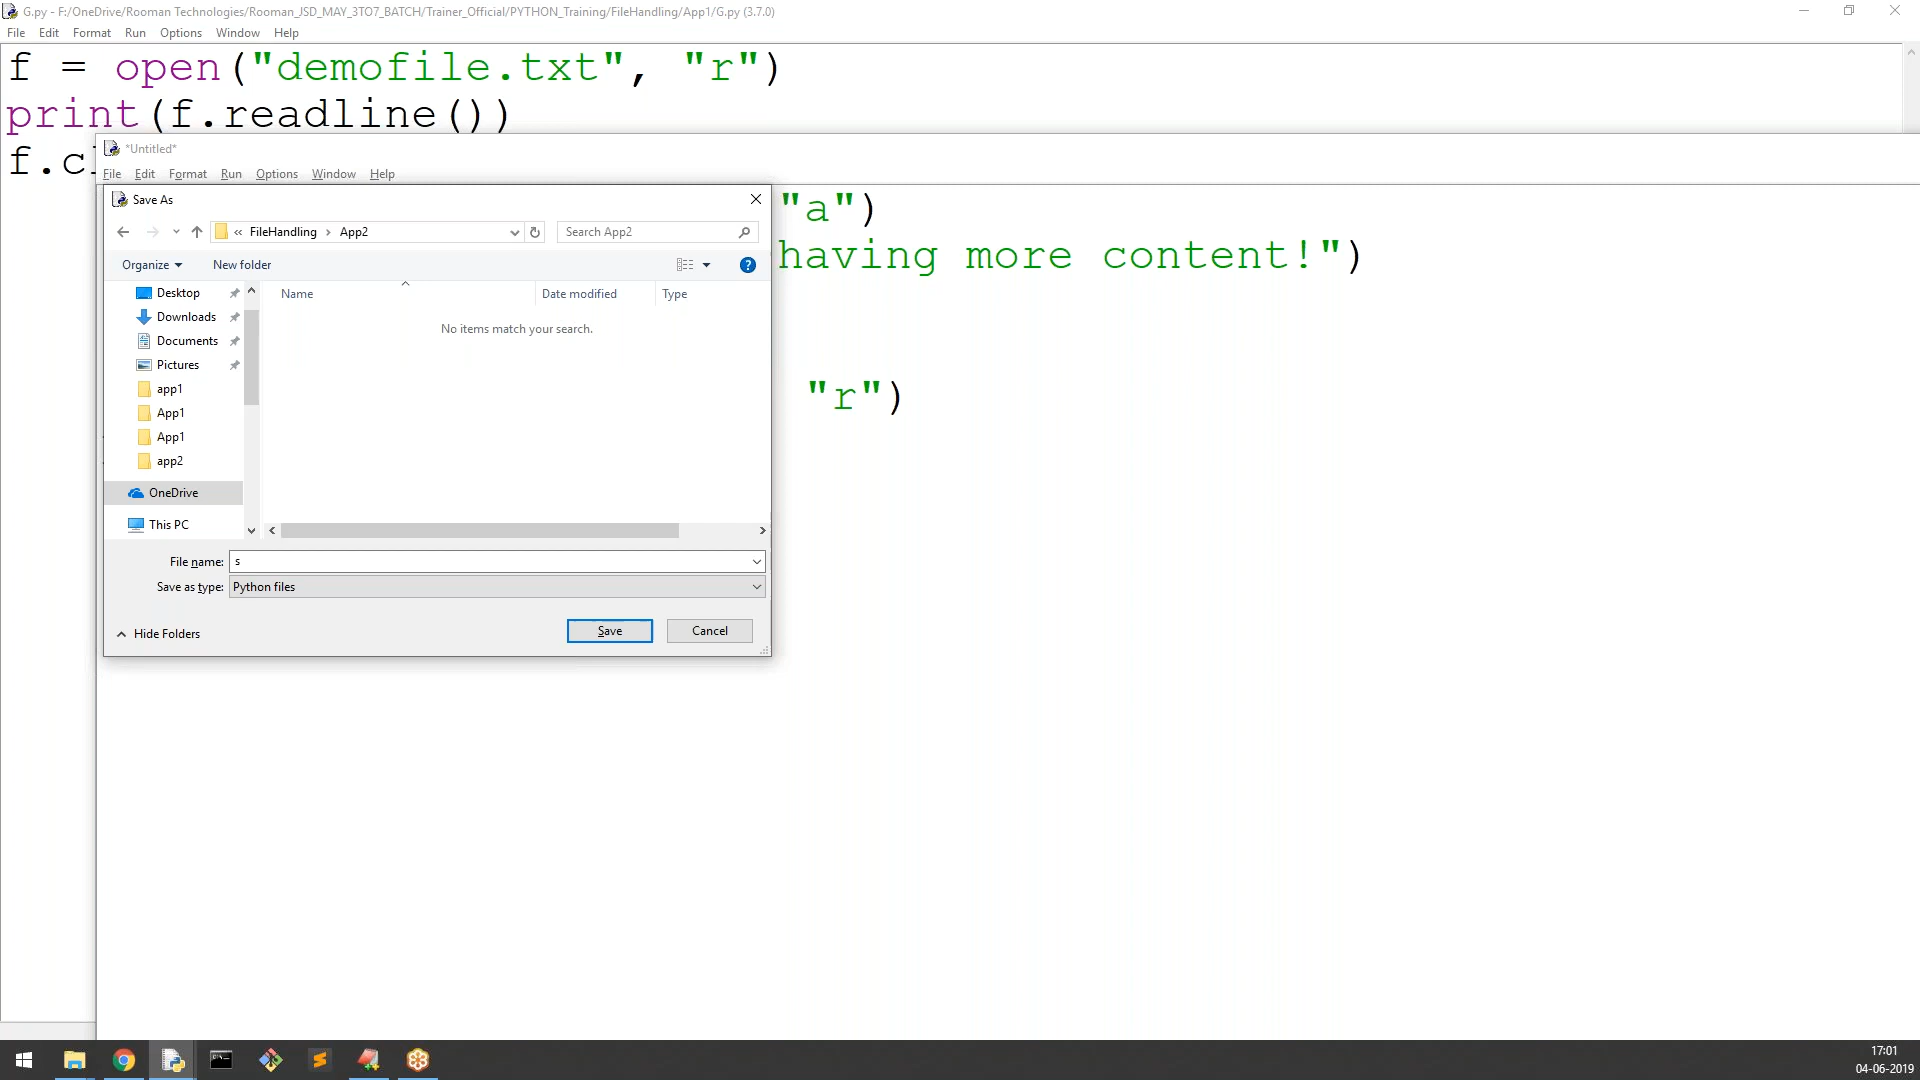 G.py - F:/OneDrive/Rooman Technologies/Rooman_JSD_MAY_3TO7_BATCH/Trainer_Official/PYTHON_Training/FileHandling/App1/G.py (3.7.0)
File Edit Format Run Options Window Help
f = open("demofile.txt", "r")
print(f.readline())
f.cl
*Untitled*
File Edit Format Run Options Window Help
"a")
having more content!")
"r")
Save As
« FileHandling › App2
Search App2
Organize
New folder
Name Date modified Type
No items match your search.
Desktop
Downloads
Documents
Pictures
app1
App1
App1
app2
OneDrive
This PC
File name: s
Save as type: Python files
Hide Folders
Save
Cancel
17:01
04-06-2019